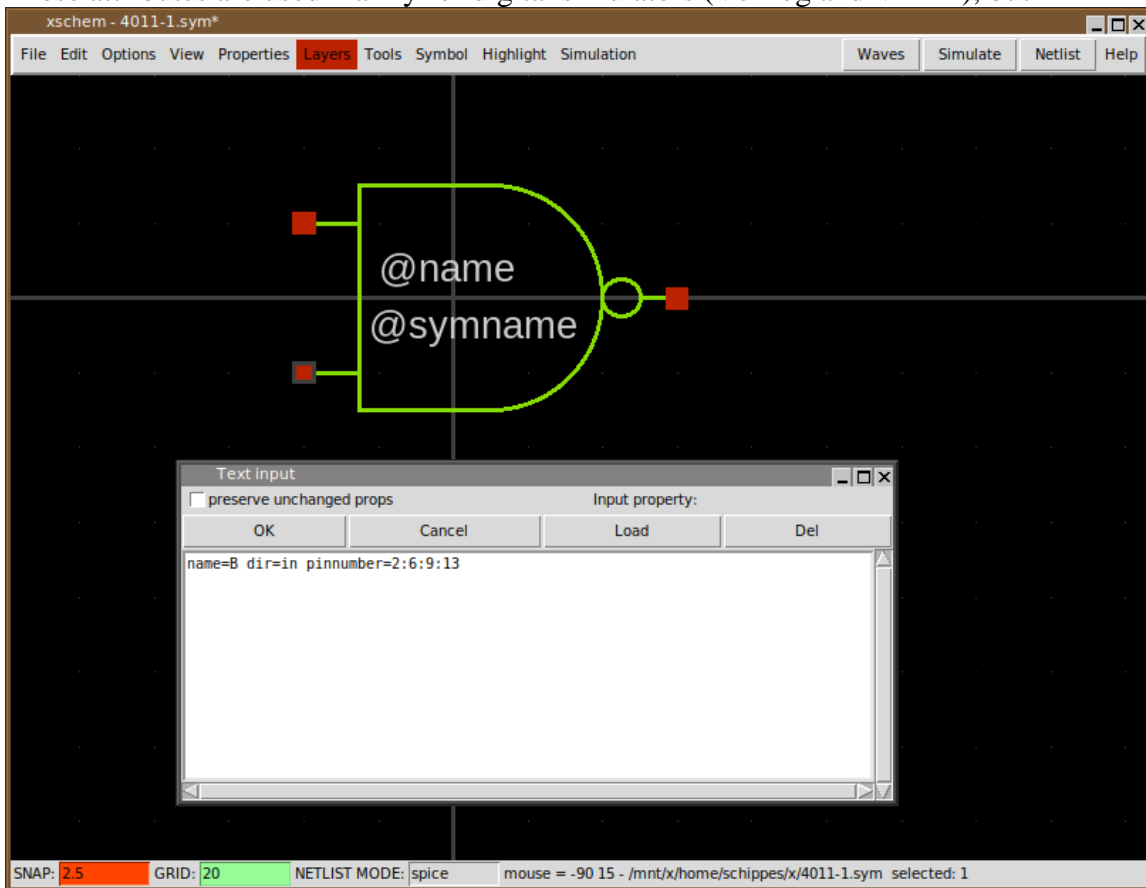 xschem - 4011-1.sym*
File Edit Options View Properties Layers Tools Symbol Highlight Simulation Waves Simulate Netlist Help
@name
@symname
Text input
preserve unchanged props Input property:
OK Cancel Load Del
name=B dir=in pinnumber=2:6:9:13
SNAP: 2.5 GRID: 20 NETLIST MODE: spice mouse = -90 15 - /mnt/x/home/schippes/x/4011-1.sym selected: 1